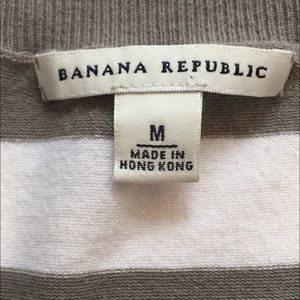 BANANA REPUBLIC
M
MADE IN
HONG KONG